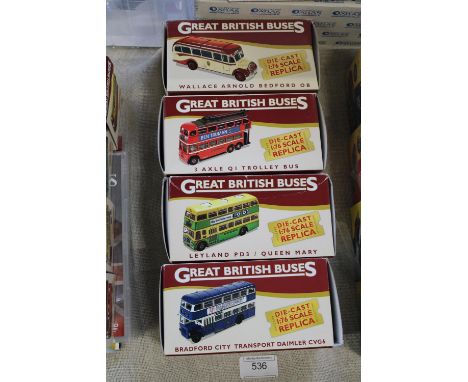 GREAT BRITISH BUSES
DIE-CAST
1:76 SCALE
REPLICA
WALLACE ARNOLD BEDFORD OB
GREAT BRITISH BUSES
DIE-CAST
1:76 SCALE
REPLICA
3 AXLE Q1 TROLLEY BUS
GREAT BRITISH BUSES
DIE-CAST
1:76 SCALE
REPLICA
LEYLAND PD3 / QUEEN MARY
GREAT BRITISH BUSES
DIE-CAST
1:76 SCALE
REPLICA
BRADFORD CITY TRANSPORT DAIMLER CVG6
536